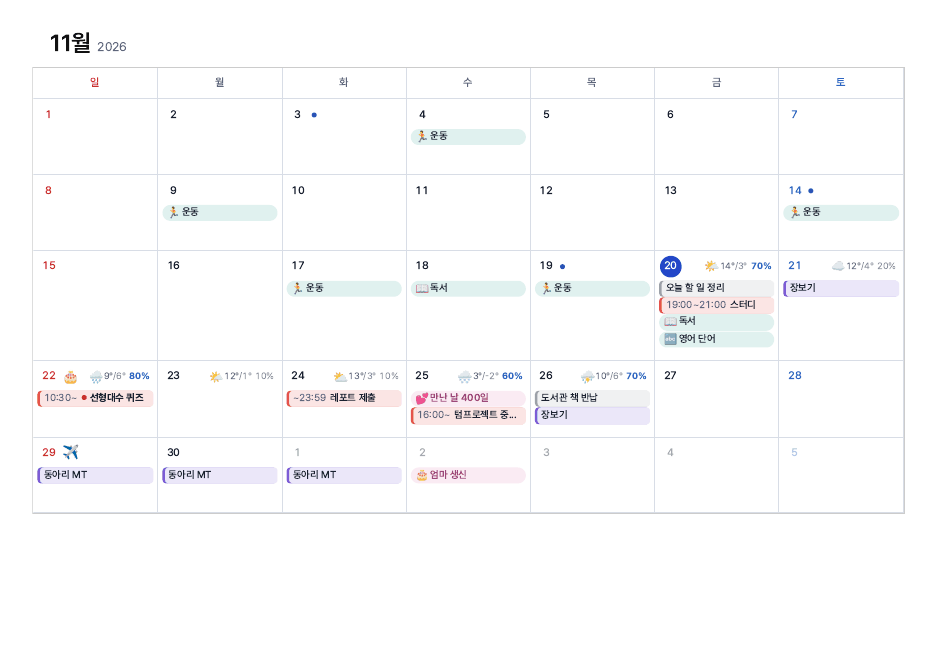 11월 2026
일 월 화 수 목 금 토
1 2 3 4 5 6 7
🏃 운동
8 9 10 11 12 13 14
🏃 운동 🏃 운동
15 16 17 18 19 20 14°/3° 70% 21 12°/4° 20%
🏃 운동 📖 독서 🏃 운동 오늘 할 일 정리 장보기
19:00~21:00 스터디
📖 독서
🔤 영어 단어
22 🎂 9°/6° 80% 23 12°/1° 10% 24 13°/3° 10% 25 3°/-2° 60% 26 10°/6° 70% 27 28
10:30~ 선형대수 퀴즈 ~23:59 레포트 제출 💕 만난 날 400일 도서관 책 반납
16:00~ 텀프로젝트 중... 장보기
29 ✈️ 30 1 2 3 4 5
동아리 MT 동아리 MT 동아리 MT 🎂 엄마 생신